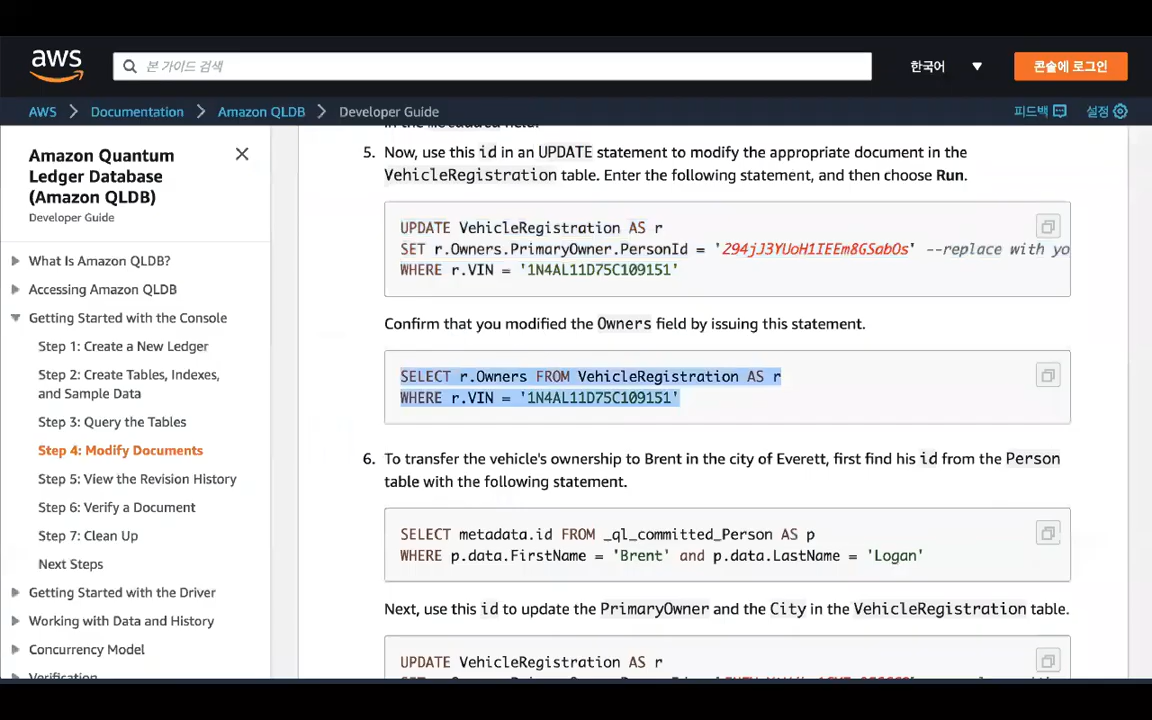 aws
본 가이드 검색
한국어
콘솔에 로그인
AWS
Documentation
Amazon QLDB
Developer Guide
피드백
설정
Amazon Quantum
Ledger Database
(Amazon QLDB)
Developer Guide
What Is Amazon QLDB?
Accessing Amazon QLDB
Getting Started with the Console
Step 1: Create a New Ledger
Step 2: Create Tables, Indexes,
and Sample Data
Step 3: Query the Tables
Step 4: Modify Documents
Step 5: View the Revision History
Step 6: Verify a Document
Step 7: Clean Up
Next Steps
Getting Started with the Driver
Working with Data and History
Concurrency Model
Verification
in the metadata field.
5. Now, use this id in an UPDATE statement to modify the appropriate document in the
VehicleRegistration table. Enter the following statement, and then choose Run.
UPDATE VehicleRegistration AS r
SET r.Owners.PrimaryOwner.PersonId = '294jJ3YUoH1IEEm8GSabOs' --replace with yo
WHERE r.VIN = '1N4AL11D75C109151'
Confirm that you modified the Owners field by issuing this statement.
SELECT r.Owners FROM VehicleRegistration AS r
WHERE r.VIN = '1N4AL11D75C109151'
6. To transfer the vehicle's ownership to Brent in the city of Everett, first find his id from the Person
table with the following statement.
SELECT metadata.id FROM _ql_committed_Person AS p
WHERE p.data.FirstName = 'Brent' and p.data.LastName = 'Logan'
Next, use this id to update the PrimaryOwner and the City in the VehicleRegistration table.
UPDATE VehicleRegistration AS r